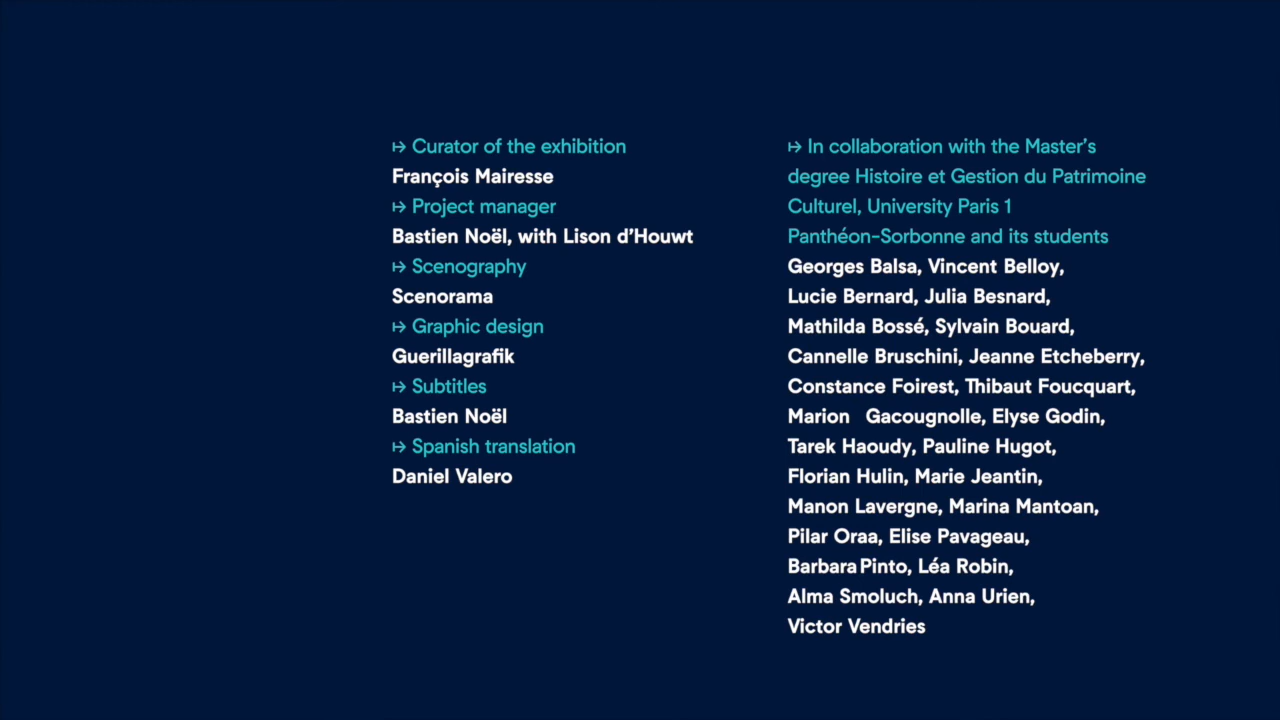 ↦ Curator of the exhibition
François Mairesse
↦ Project manager
Bastien Noël, with Lison d’Houwt
↦ Scenography
Scenorama
↦ Graphic design
Guerillagrafik
↦ Subtitles
Bastien Noël
↦ Spanish translation
Daniel Valero
↦ In collaboration with the Master’s
degree Histoire et Gestion du Patrimoine
Culturel, University Paris 1
Panthéon-Sorbonne and its students
Georges Balsa, Vincent Belloy,
Lucie Bernard, Julia Besnard,
Mathilda Bossé, Sylvain Bouard,
Cannelle Bruschini, Jeanne Etcheberry,
Constance Foirest, Thibaut Foucquart,
Marion Gacougnolle, Elyse Godin,
Tarek Haoudy, Pauline Hugot,
Florian Hulin, Marie Jeantin,
Manon Lavergne, Marina Mantoan,
Pilar Oraa, Elise Pavageau,
Barbara Pinto, Léa Robin,
Alma Smoluch, Anna Urien,
Victor Vendries